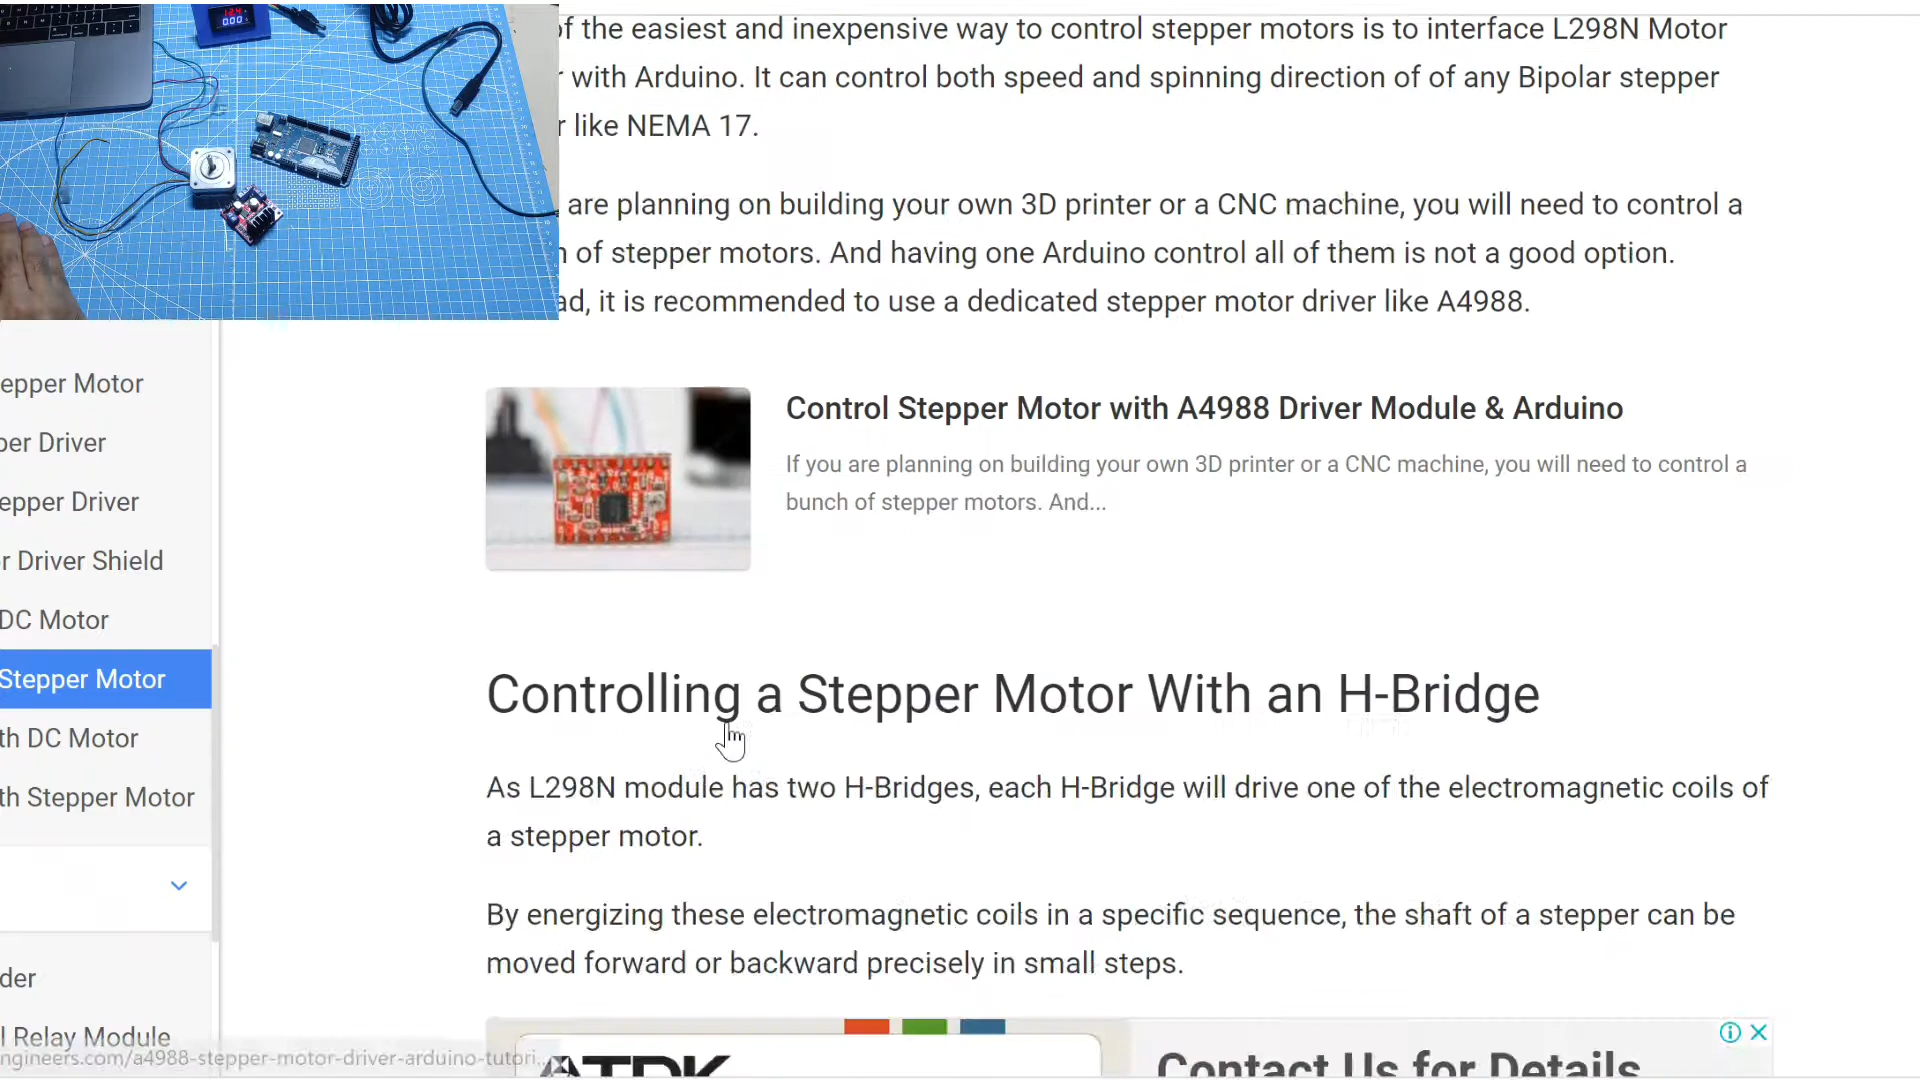 of the easiest and inexpensive way to control stepper motors is to interface L298N Motor
with Arduino. It can control both speed and spinning direction of of any Bipolar stepper
like NEMA 17.
are planning on building your own 3D printer or a CNC machine, you will need to control a
of stepper motors. And having one Arduino control all of them is not a good option.
ad, it is recommended to use a dedicated stepper motor driver like A4988.
epper Motor
per Driver
epper Driver
r Driver Shield
DC Motor
Stepper Motor
th DC Motor
th Stepper Motor
der
l Relay Module
ngineers.com/a4988-stepper-motor-driver-arduino-tutori...
Control Stepper Motor with A4988 Driver Module & Arduino
If you are planning on building your own 3D printer or a CNC machine, you will need to control a
bunch of stepper motors. And...
Controlling a Stepper Motor With an H-Bridge
As L298N module has two H-Bridges, each H-Bridge will drive one of the electromagnetic coils of
a stepper motor.
By energizing these electromagnetic coils in a specific sequence, the shaft of a stepper can be
moved forward or backward precisely in small steps.
Contact Us for Details